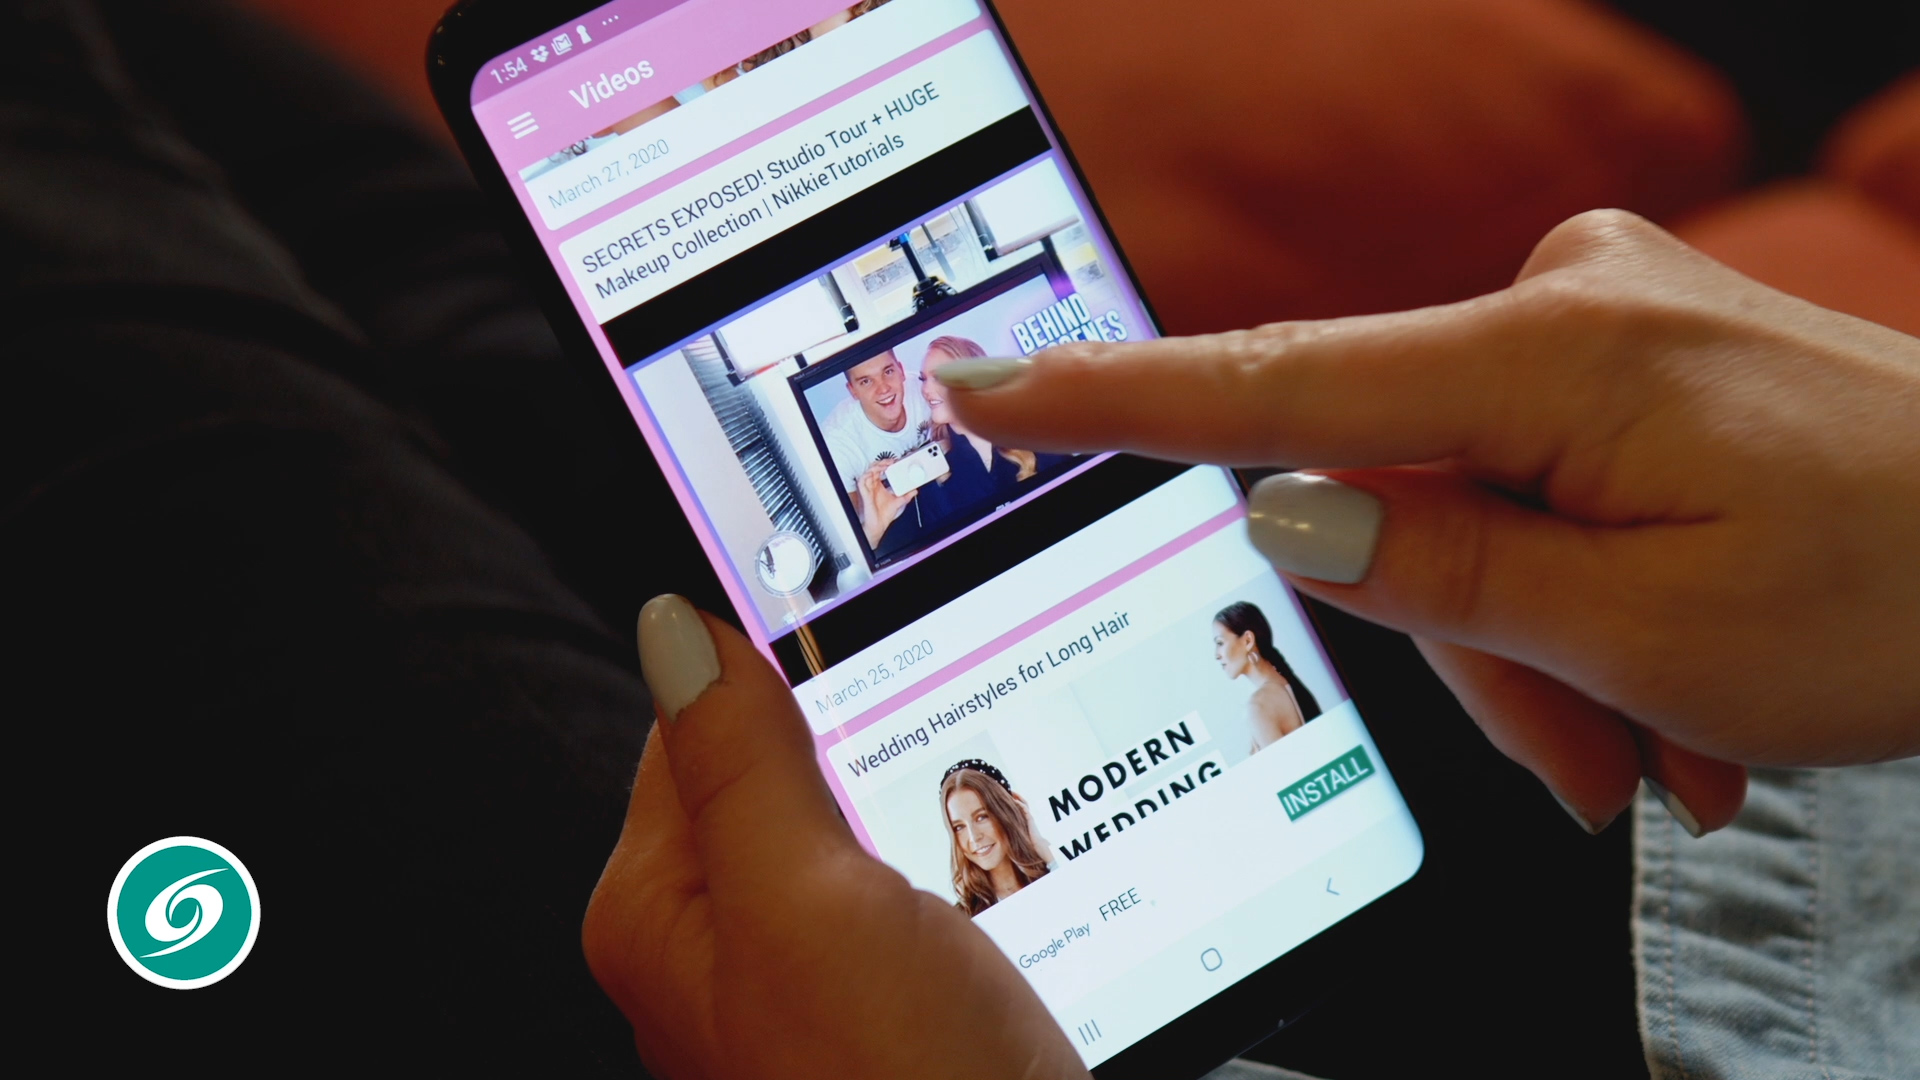 1:54
Videos
March 27, 2020
SECRETS EXPOSED! Studio Tour + HUGE
Makeup Collection | NikkieTutorials
BEHIND
March 25, 2020
Wedding Hairstyles for Long Hair
MODERN
WEDDING
INSTALL
Google Play FREE